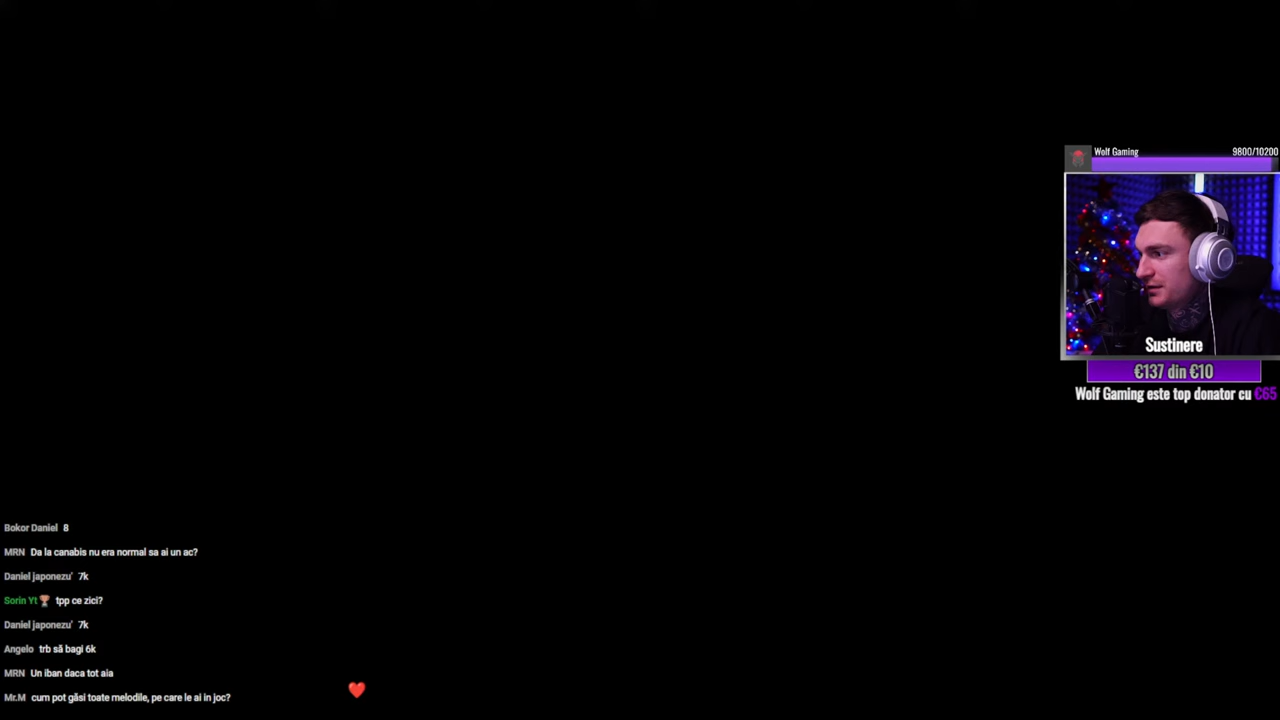 Wolf Gaming 9800/10200
Sustinere
€137 din €10
Wolf Gaming este top donator cu €65
Bokor Daniel 8
MRN Da la canabis nu era normal sa ai un ac?
Daniel japonezu' 7k
Sorin Yt🏆 tpp ce zici?
Daniel japonezu' 7k
Angelo trb să bagi 6k
MRN Un iban daca tot aia
Mr.M cum pot găsi toate melodile, pe care le ai in joc?